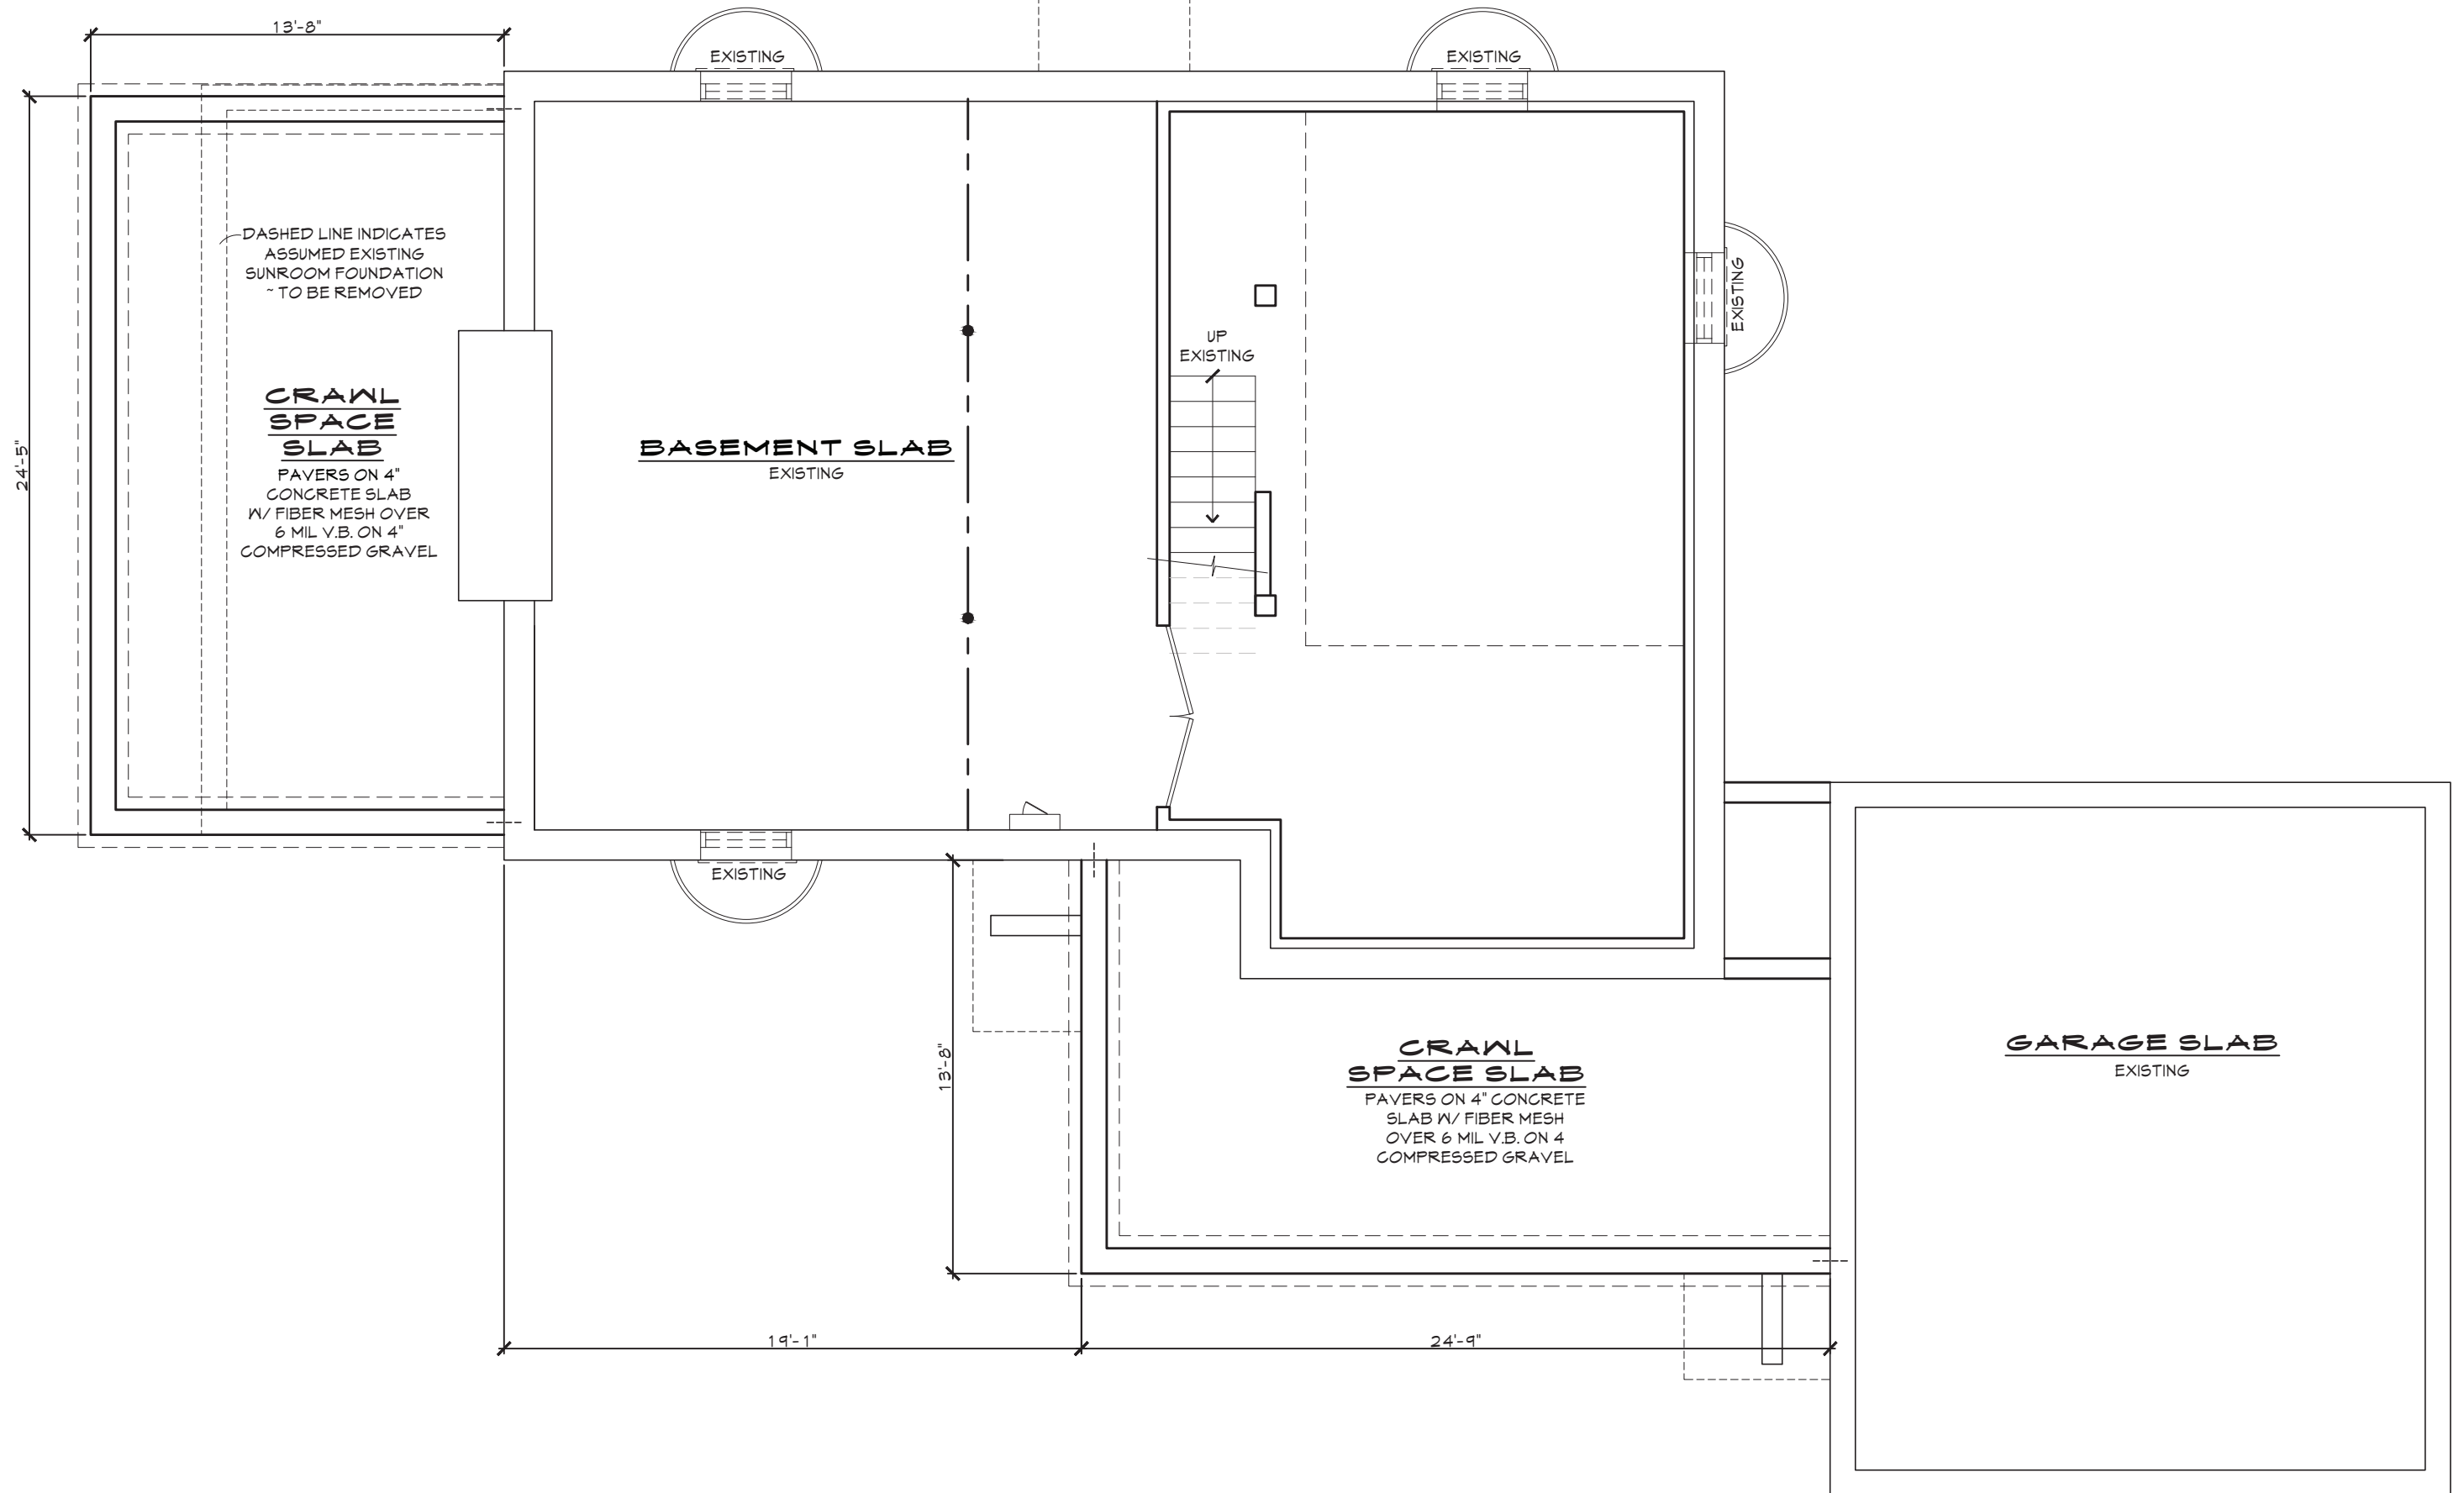 13'-8"
EXISTING
EXISTING
DASHED LINE INDICATES
ASSUMED EXISTING
SUNROOM FOUNDATION
~ TO BE REMOVED
EXISTING
UP
EXISTING
24'-5"
CRAWL
SPACE
SLAB
PAVERS ON 4"
CONCRETE SLAB
W/ FIBER MESH OVER
6 MIL V.B. ON 4"
COMPRESSED GRAVEL
BASEMENT SLAB
EXISTING
EXISTING
13'-8"
CRAWL
SPACE SLAB
PAVERS ON 4" CONCRETE
SLAB W/ FIBER MESH
OVER 6 MIL V.B. ON 4
COMPRESSED GRAVEL
GARAGE SLAB
EXISTING
19'-1"
24'-9"